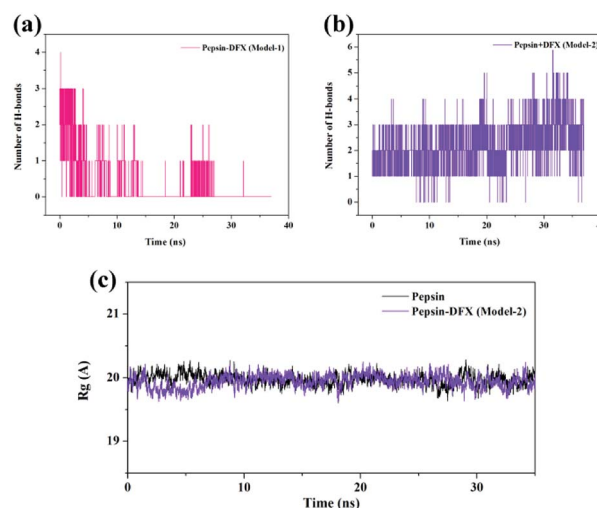 (a)
Pepsin-DFX (Model-1)
Number of H-bonds
4
3
2
1
0
0
10
20
30
40
Time (ns)
(b)
Pepsin+DFX (Model-2)
Number of H-bonds
6
5
4
3
2
1
0
0
10
20
30
40
Time (ns)
(c)
Pepsin
Pepsin-DFX (Model-2)
Rg (A)
21
20
19
0
10
20
30
Time (ns)